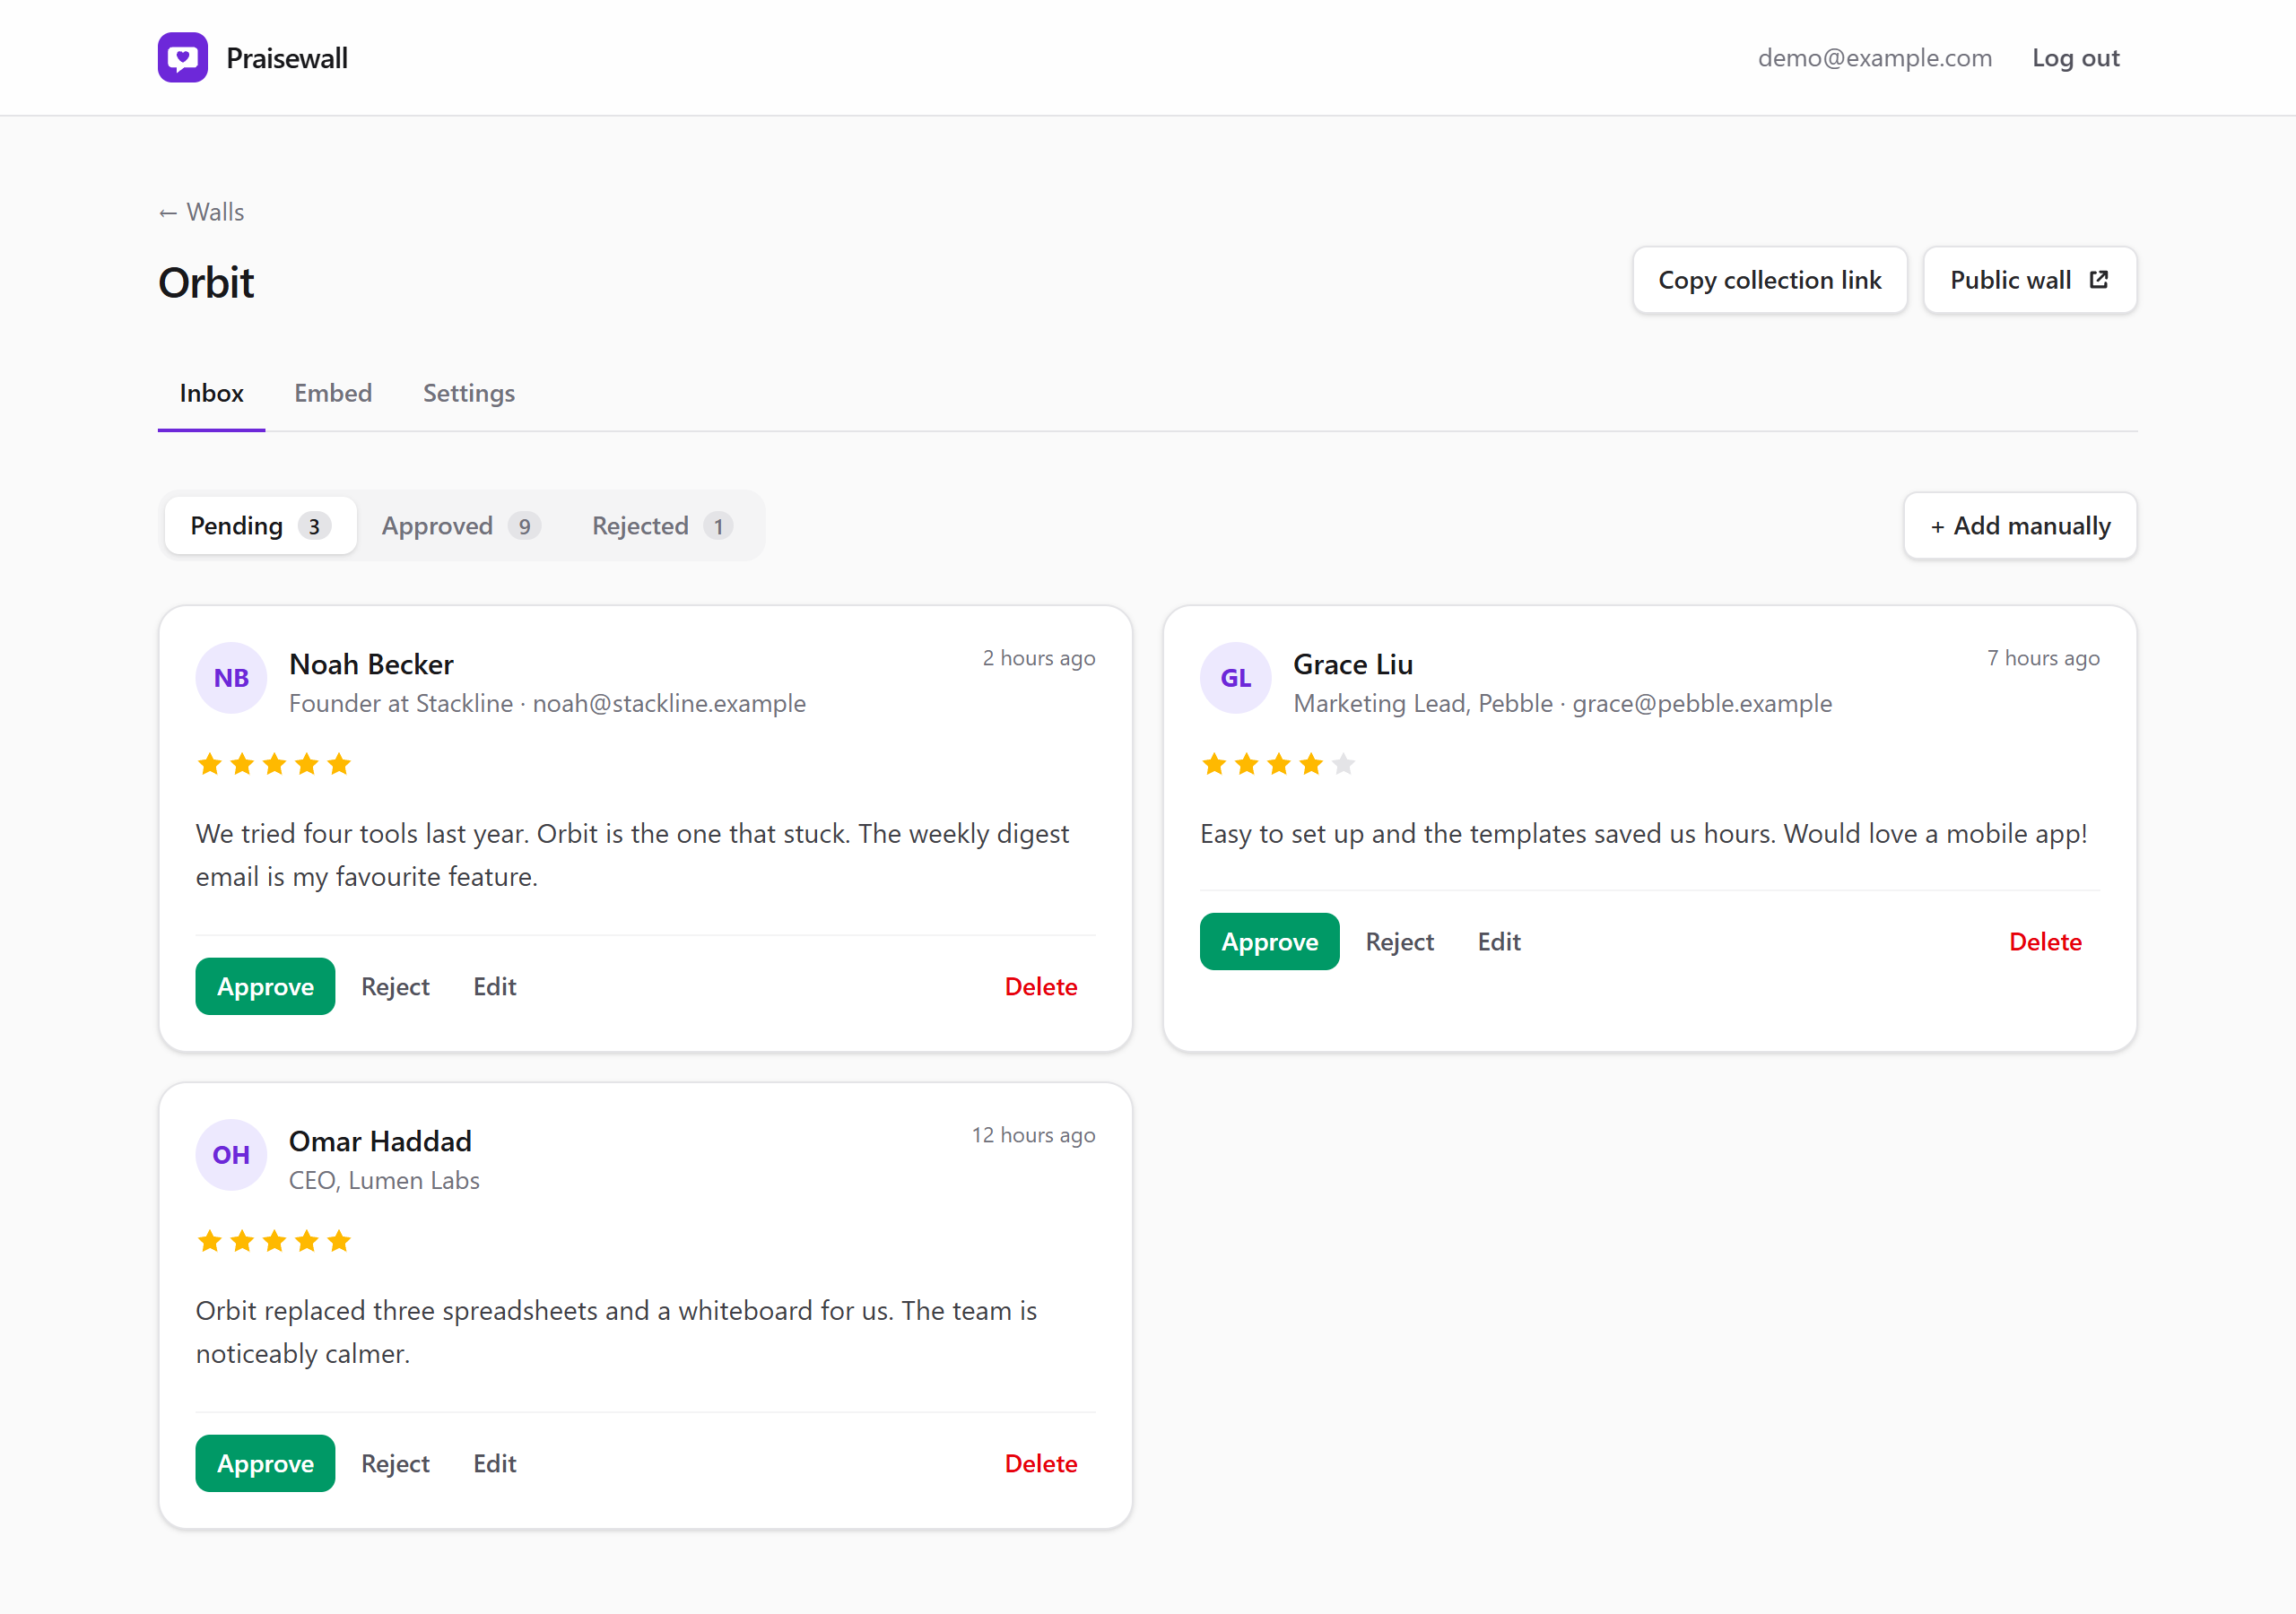 Praisewall
demo@example.com
Log out
← Walls
Orbit
Copy collection link
Public wall
Inbox
Embed
Settings
Pending 3
Approved 9
Rejected 1
+ Add manually
NB
Noah Becker
2 hours ago
Founder at Stackline · noah@stackline.example
We tried four tools last year. Orbit is the one that stuck. The weekly digest
email is my favourite feature.
Approve
Reject
Edit
Delete
GL
Grace Liu
7 hours ago
Marketing Lead, Pebble · grace@pebble.example
Easy to set up and the templates saved us hours. Would love a mobile app!
Approve
Reject
Edit
Delete
OH
Omar Haddad
12 hours ago
CEO, Lumen Labs
Orbit replaced three spreadsheets and a whiteboard for us. The team is
noticeably calmer.
Approve
Reject
Edit
Delete